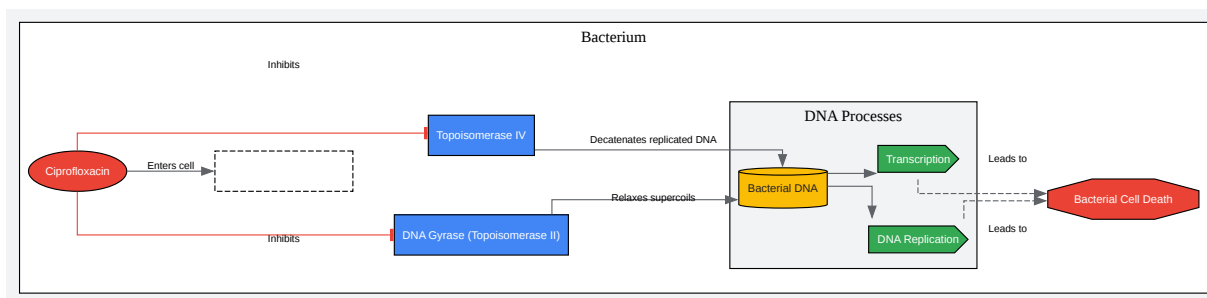 Bacterium
Inhibits
DNA Processes
Topoisomerase IV
Decatenates replicated DNA
Transcription
Leads to
Enters cell
Ciprofloxacin
Bacterial DNA
Relaxes supercoils
Bacterial Cell Death
Inhibits
DNA Gyrase (Topoisomerase II)
DNA Replication
Leads to